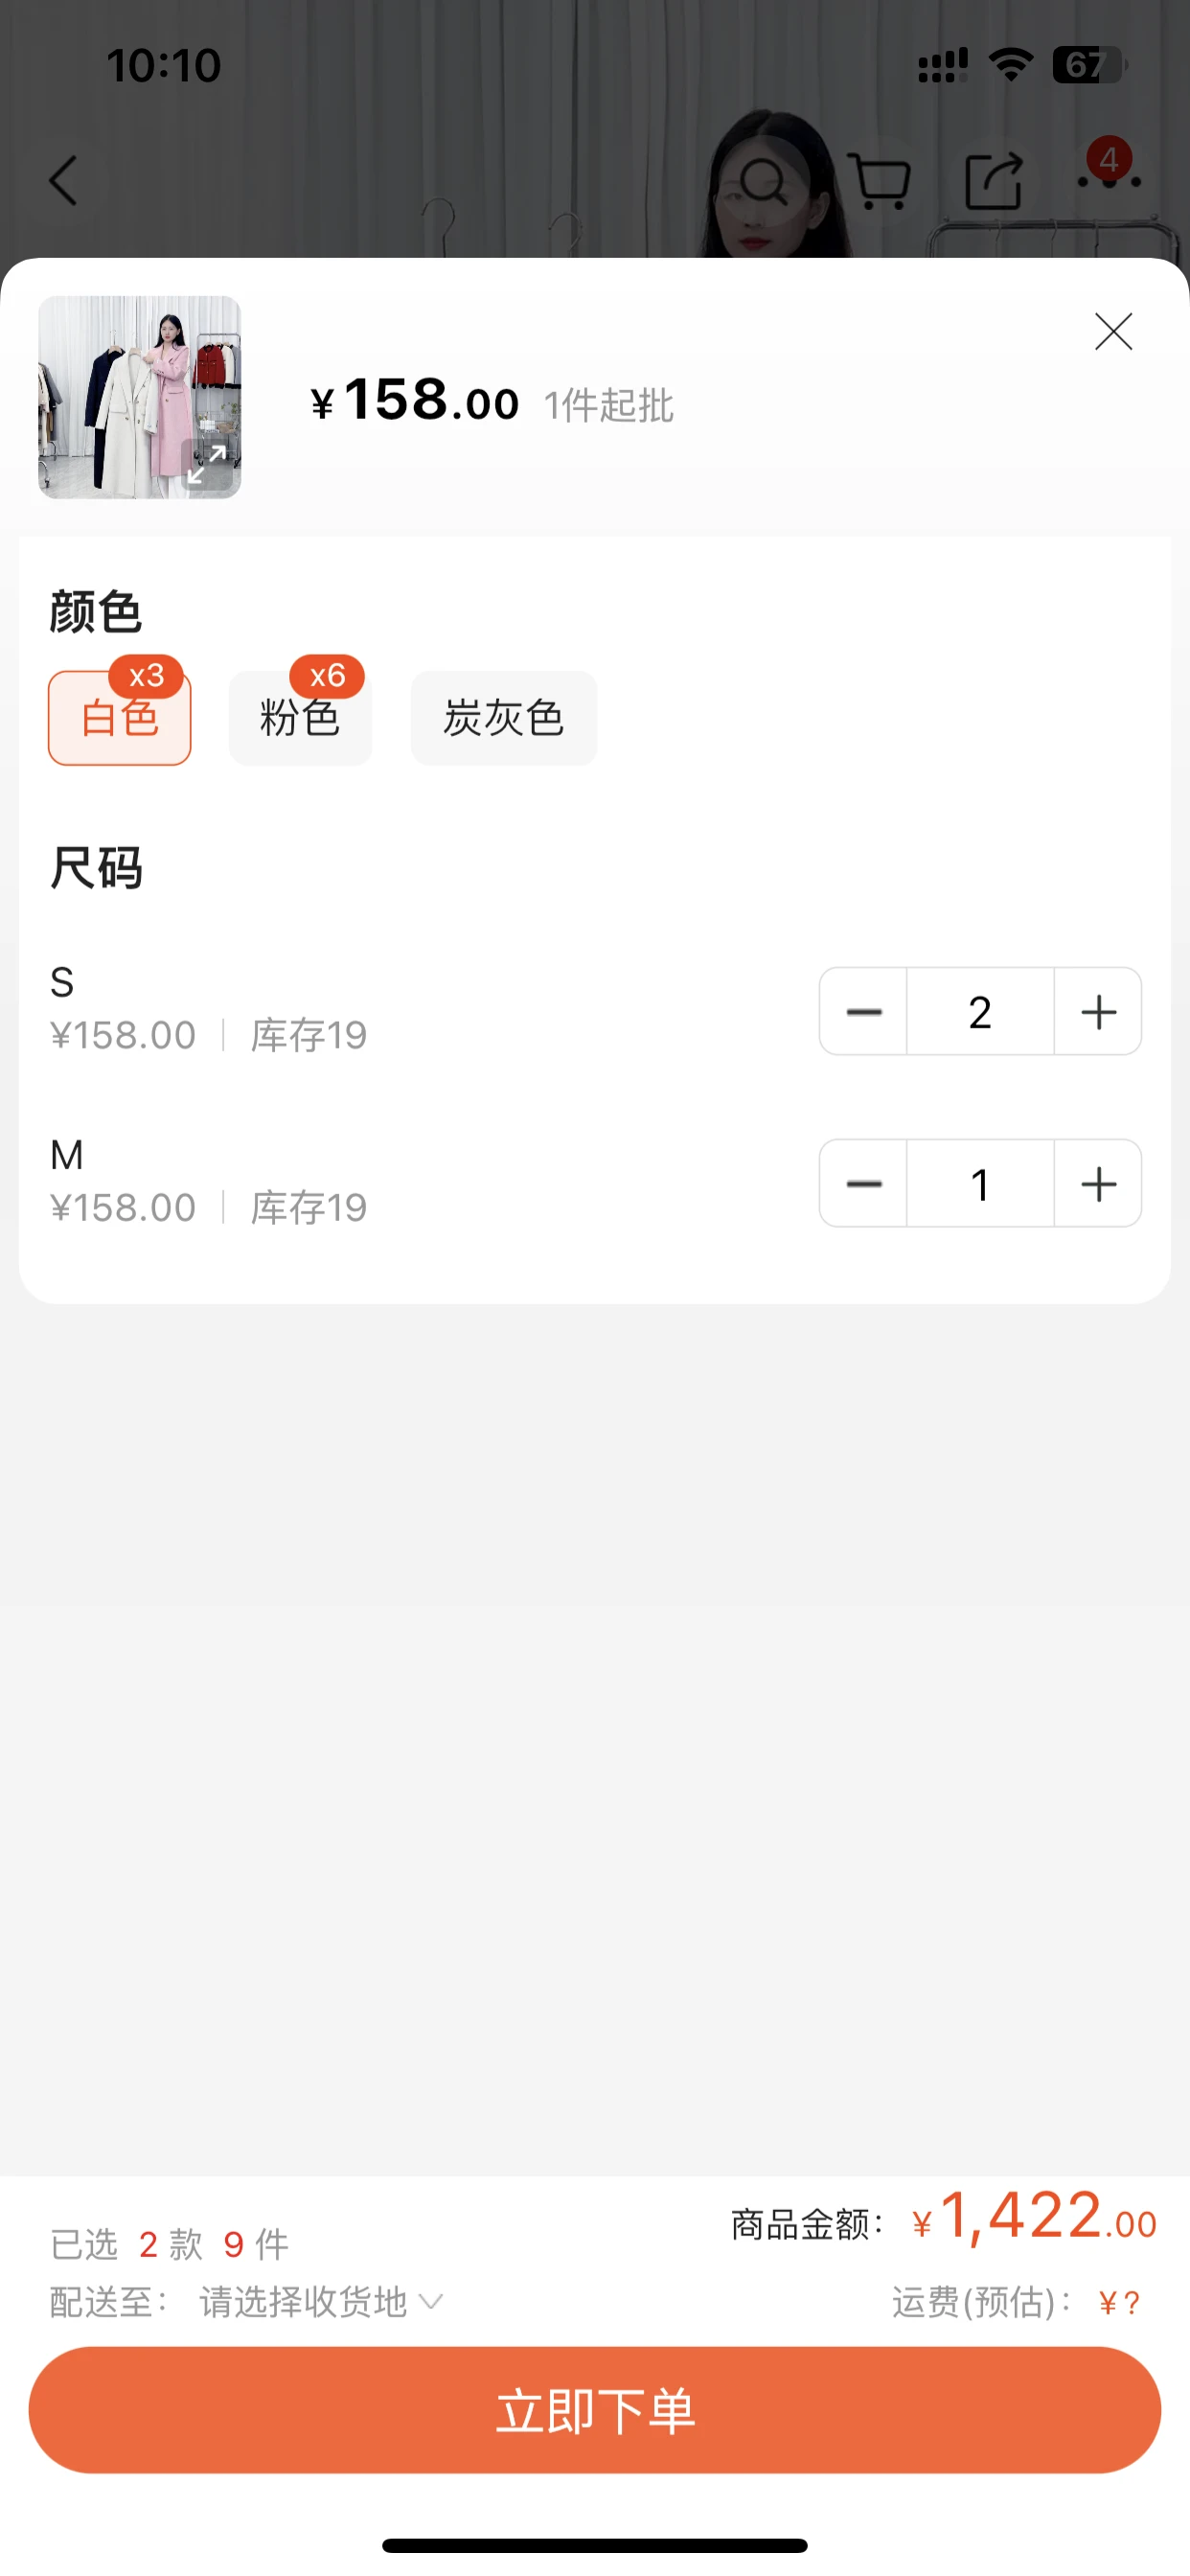 10:10
67
4
¥158.00 1件起批
颜色
x3
x6
白色
粉色
炭灰色
尺码
S
¥158.00 库存19
2
M
¥158.00 库存19
1
已选 2 款 9 件
商品金额: ¥1,422.00
配送至: 请选择收货地
运费(预估): ¥?
立即下单